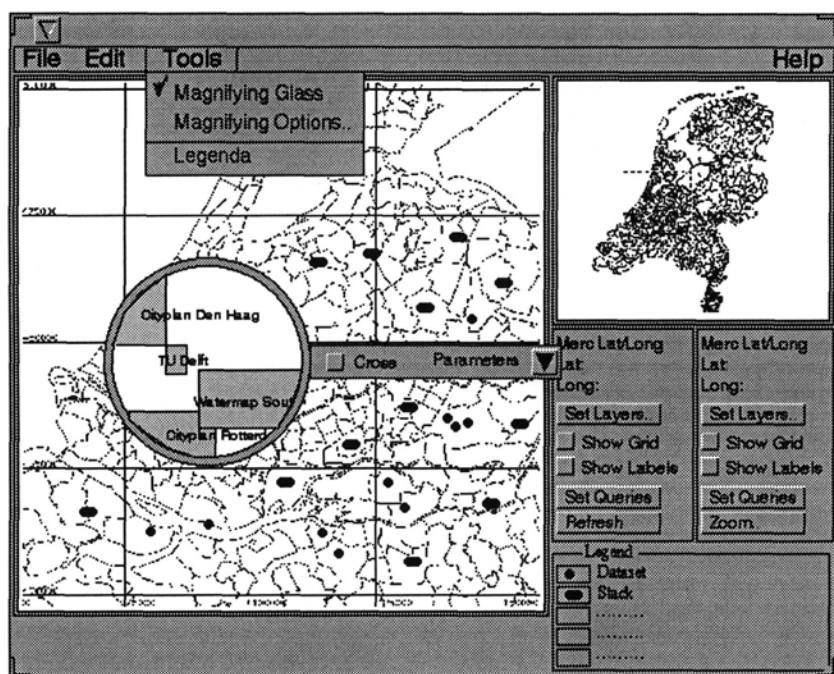 File Edit Tools Help
Magnifying Glass
Magnifying Options..
Legenda
Cityplan Den Haag
TU Delft
Watermap Sout
Cityplan Rotterd
Cross Parameters
Merc Lat/Long
Lat:
Long:
Set Layers..
Show Grid
Show Labels
Set Queries
Refresh
Merc Lat/Long
Lat:
Long:
Set Layers..
Show Grid
Show Labels
Set Queries
Zoom..
Legend
Dataset
Stack
.........
.........
.........